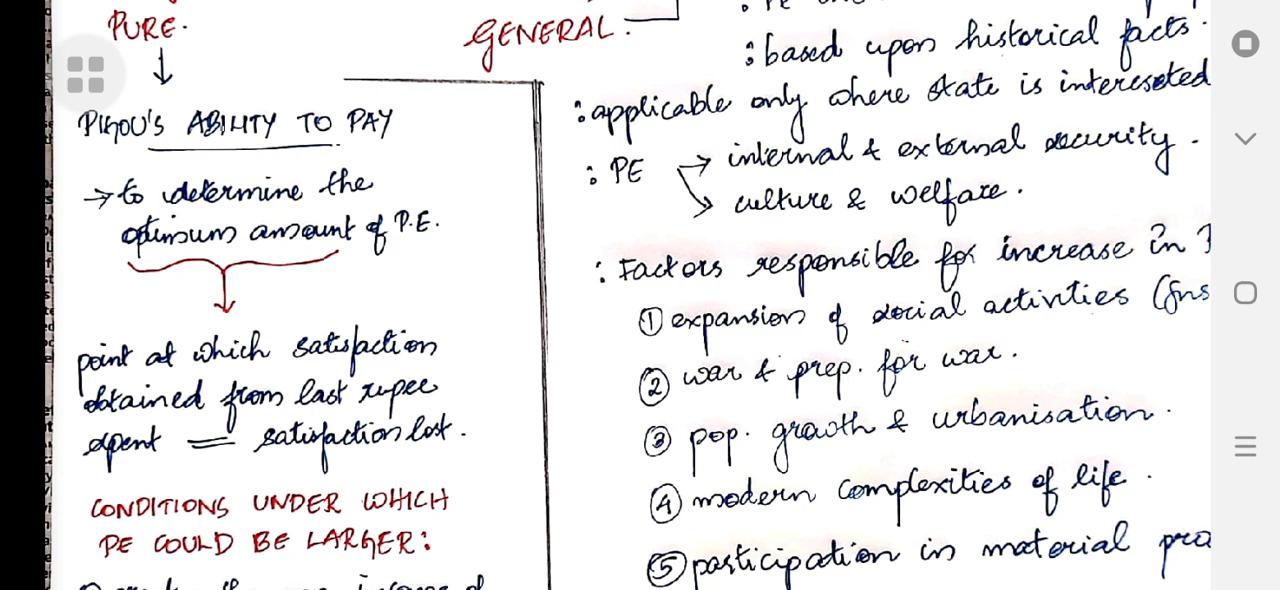 PURE.
PIGOU'S ABILITY TO PAY
→ to determine the
optimum amount of P.E.
point at which satisfaction
obtained from last rupee
spent = satisfaction lost.
CONDITIONS UNDER WHICH
PE COULD BE LARGER:
GENERAL.
: based upon historical facts.
: applicable only where state is intereseted
: PE → internal & external security.
culture & welfare.
: Factors responsible for increase in
① expansion of social activities
② war & prep. for war.
③ pop. growth & urbanisation.
④ modern complexities of life.
⑤ participation in material